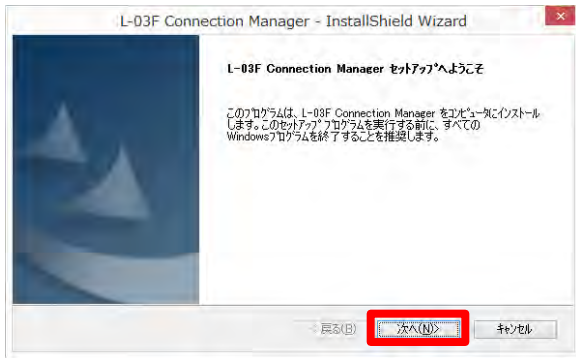 L-03F Connection Manager - InstallShield Wizard
L-03F Connection Manager ｾｯﾄｱｯﾌﾟへようこそ
このﾌﾟﾛｸﾞﾗﾑは、L-03F Connection Manager をｺﾝﾋﾟｭｰﾀにインストール
します。このｾｯﾄｱｯﾌﾟ ﾌﾟﾛｸﾞﾗﾑを実行する前に、すべての
Windowsﾌﾟﾛｸﾞﾗﾑを終了することを推奨します。
< 戻る(B)
次へ(N)>
ｷｬﾝｾﾙ